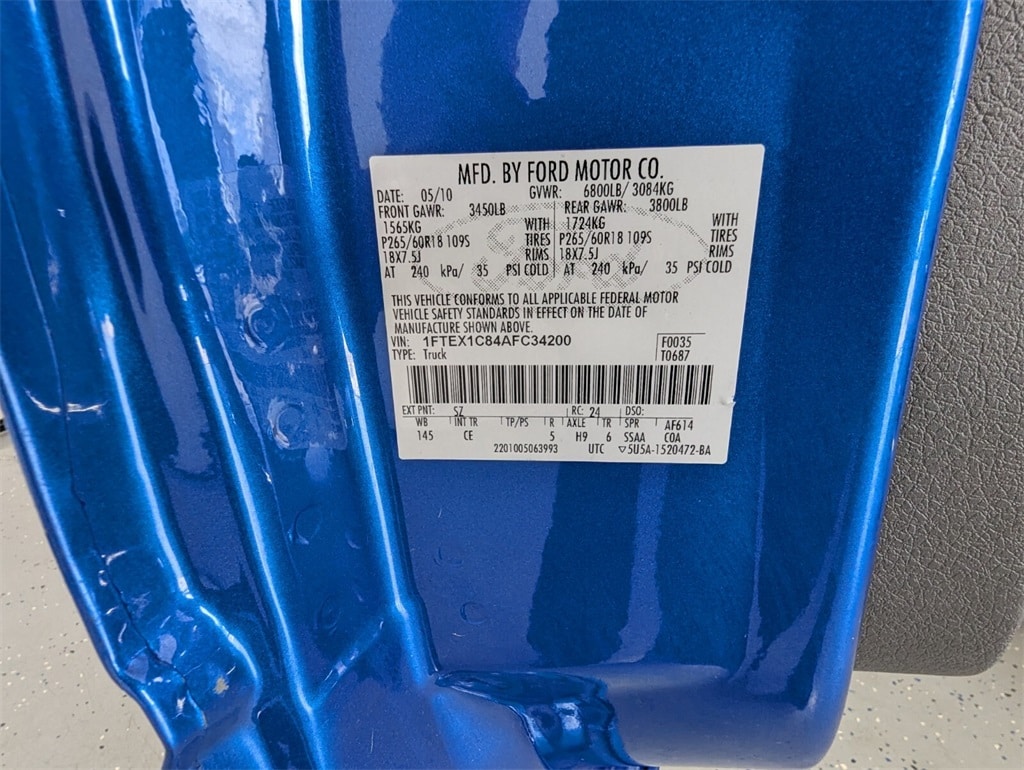 MFD. BY FORD MOTOR CO.
DATE: 05/10 GVWR: 6800LB/ 3084KG
FRONT GAWR: 3450LB REAR GAWR: 3800LB
1565KG WITH 1724KG WITH
P265/60R18 109S TIRES P265/60R18 109S TIRES
18X7.5J RIMS 18X7.5J RIMS
AT 240 kPa/ 35 PSI COLD AT 240 kPa/ 35 PSI COLD
THIS VEHICLE CONFORMS TO ALL APPLICABLE FEDERAL MOTOR
VEHICLE SAFETY STANDARDS IN EFFECT ON THE DATE OF
MANUFACTURE SHOWN ABOVE.
VIN: 1FTEX1C84AFC34200 F0035
TYPE: Truck T0687
EXT PNT: SZ RC: 24 DSO:
WB INT TR TP/PS R AXLE TR SPR AF614
145 CE 5 H9 6 SSAA COA
2201005063993 UTC ▽5U5A-1520472-BA